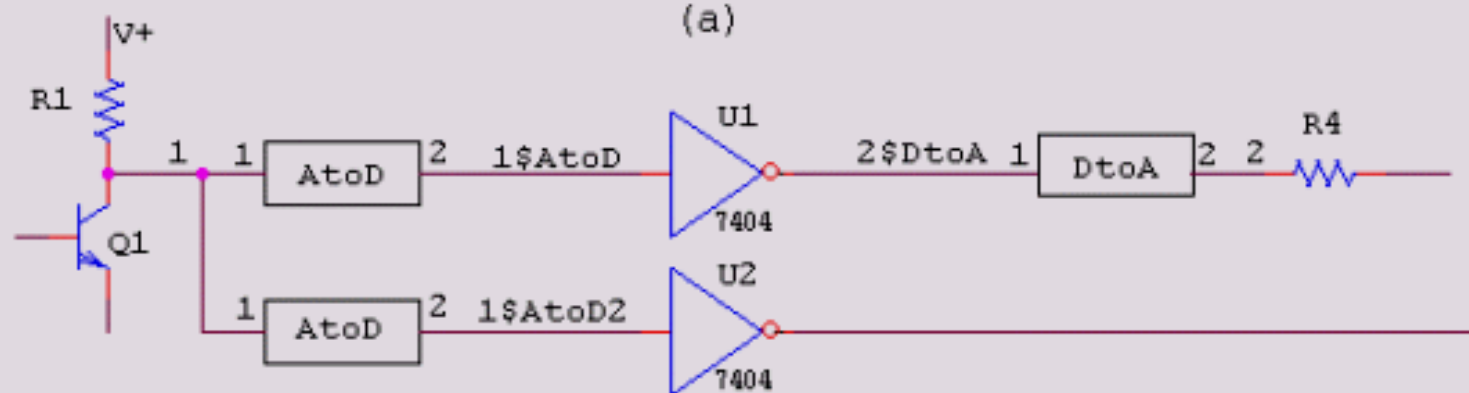 (a)
V+
R1
U1
R4
1 1 AtoD 2 1$AtoD 2$DtoA 1 DtoA 2 2
7404
Q1
U2
1 AtoD 2 1$AtoD2
7404